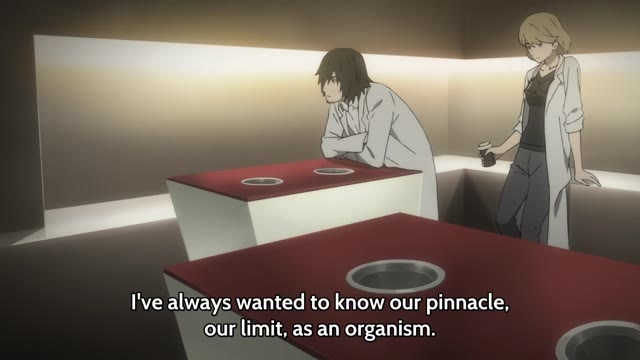 I've always wanted to know our pinnacle,
our limit, as an organism.